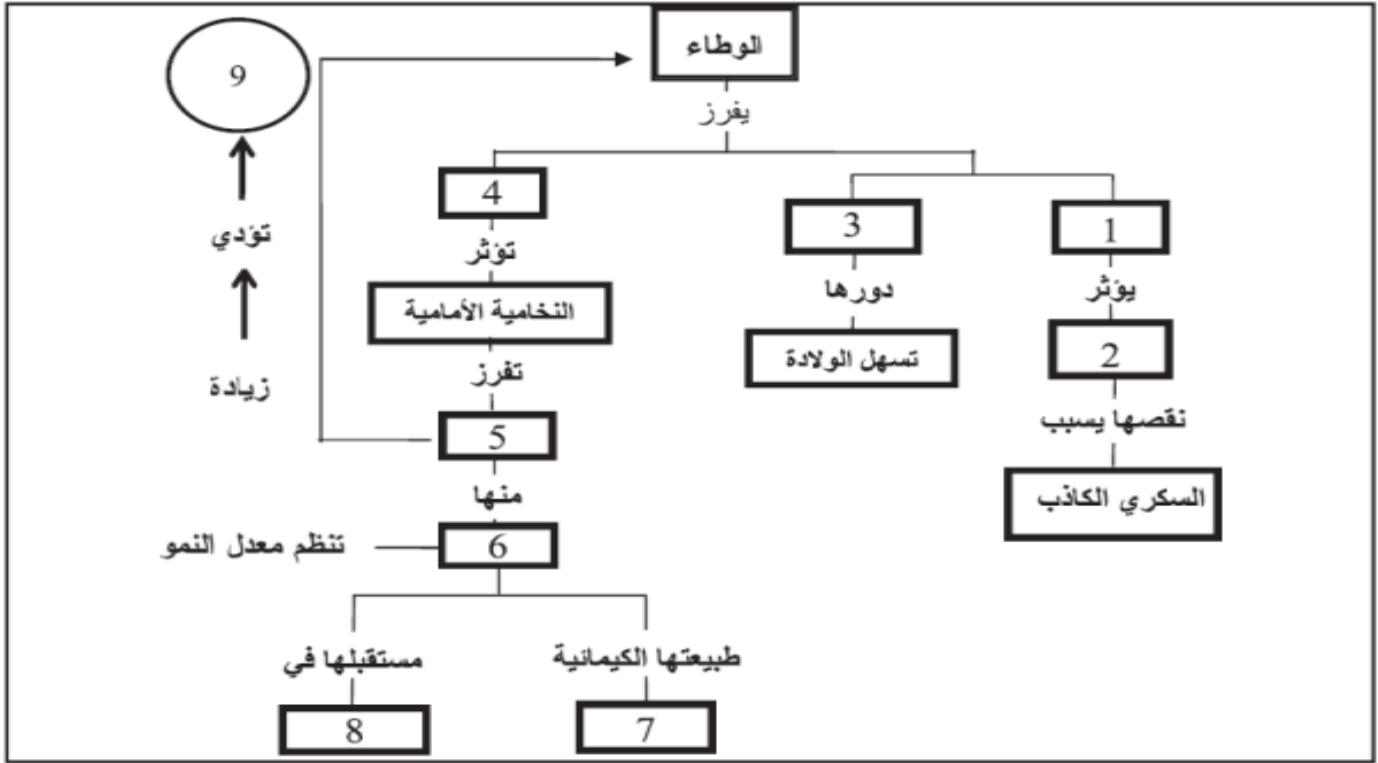 الوطاء
9
يفرز
4
3
1
تؤدي
تؤثر
دورها
يؤثر
النخامية الأمامية
تسهل الولادة
2
زيادة
تفرز
نقصها يسبب
5
السكري الكاذب
منها
تنظم معدل النمو
6
مستقبلها في
طبيعتها الكيمائية
8
7